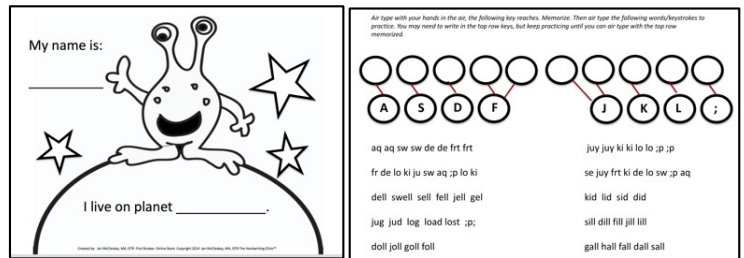 My name is:
I live on planet ___________.
Created by: Jan McCleskey, MA, OTR First Strokes Online Store Copyright 2014 Jan McCleskey, MA, OTR The Handwriting Clinic™
Air type with your hands in the air, the following key reaches. Memorize. Then air type the following words/keystrokes to
practice. You may need to write in the top row keys, but keep practicing until you can air type with the top row
memorized.
A S D F J K L ;
aq aq sw sw de de frt frt
juy juy ki ki lo lo ;p ;p
fr de lo ki ju sw aq ;p lo ki
se juy frt ki de lo sw ;p aq
dell swell sell fell jell gel
kid lid sid did
jug jud log load lost ;p;
sill dill fill jill lill
doll joll goll foll
gall hall fall dall sall